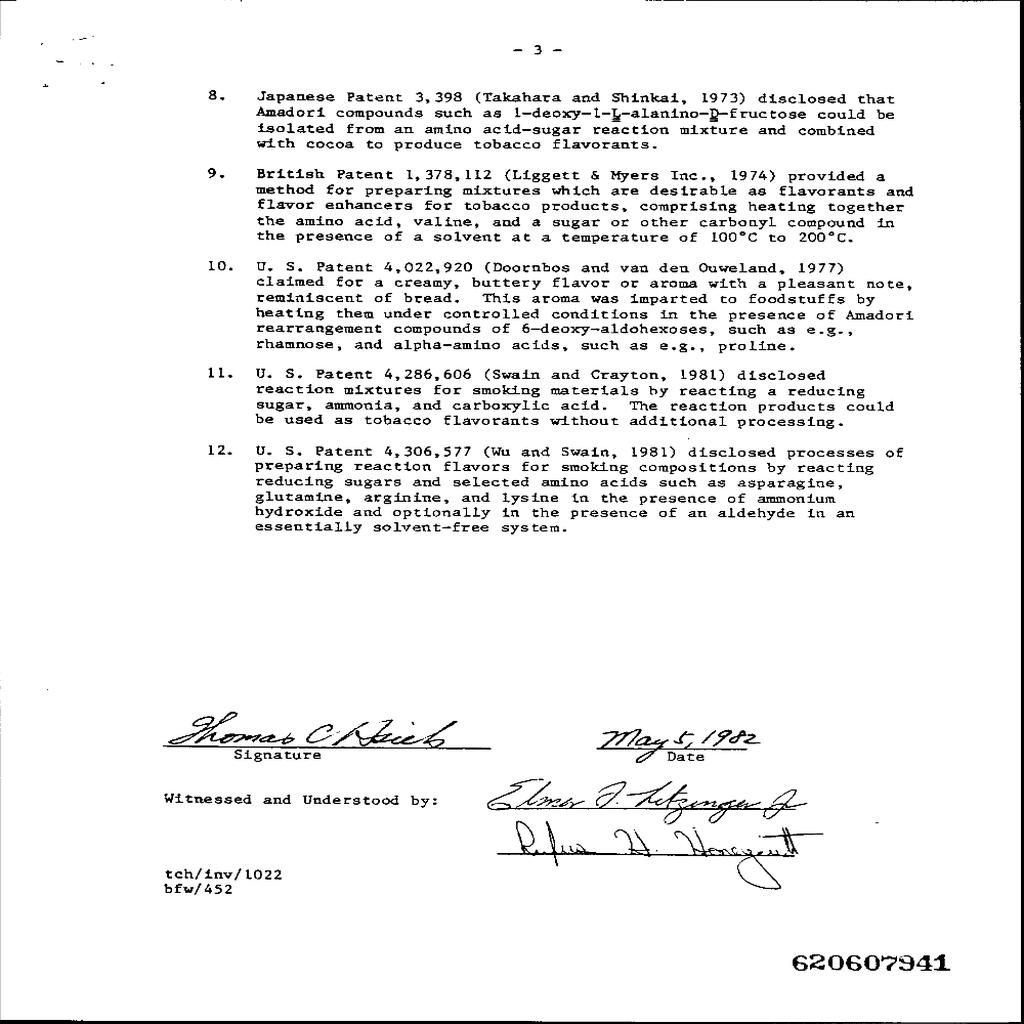 - 3 -
8. Japanese Patent 3,398 (Takahara and Shinkai, 1973) disclosed that
Amadori compounds such as 1-deoxy-1-L-alanino-D-fructose could be
isolated from an amino acid-sugar reaction mixture and combined
with cocoa to produce tobacco flavorants.
9. British Patent 1,378,112 (Liggett & Myers Inc., 1974) provided a
method for preparing mixtures which are desirable as flavorants and
flavor enhancers for tobacco products, comprising heating together
the amino acid, valine, and a sugar or other carbonyl compound in
the presence of a solvent at a temperature of 100°C to 200°C.
10. U. S. Patent 4,022,920 (Doornbos and van den Ouweland, 1977)
claimed for a creamy, buttery flavor or aroma with a pleasant note,
reminiscent of bread. This aroma was imparted to foodstuffs by
heating them under controlled conditions in the presence of Amadori
rearrangement compounds of 6-deoxy-aldohexoses, such as e.g.,
rhamnose, and alpha-amino acids, such as e.g., proline.
11. U. S. Patent 4,286,606 (Swain and Crayton, 1981) disclosed
reaction mixtures for smoking materials by reacting a reducing
sugar, ammonia, and carboxylic acid. The reaction products could
be used as tobacco flavorants without additional processing.
12. U. S. Patent 4,306,577 (Wu and Swain, 1981) disclosed processes of
preparing reaction flavors for smoking compositions by reacting
reducing sugars and selected amino acids such as asparagine,
glutamine, arginine, and lysine in the presence of ammonium
hydroxide and optionally in the presence of an aldehyde in an
essentially solvent-free system.
Thomas C. Hsieh May 5, 1982
Signature Date
Witnessed and Understood by: Elmer F. Litzinger Jr
Rufus H. Honeycutt
tch/inv/1022
bfw/452
620607941